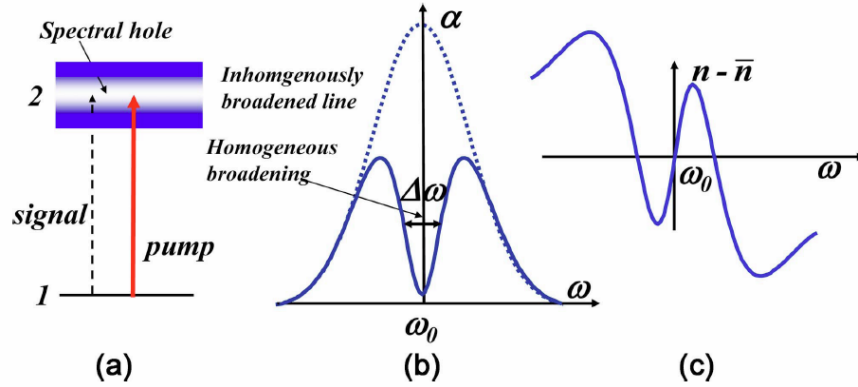 Spectral hole
2
Inhomgenously
broadened line
signal
pump
1
(a)
α
Homogeneous
broadening
Δω
ω
ω₀
(b)
n - n̅
ω₀
ω
(c)